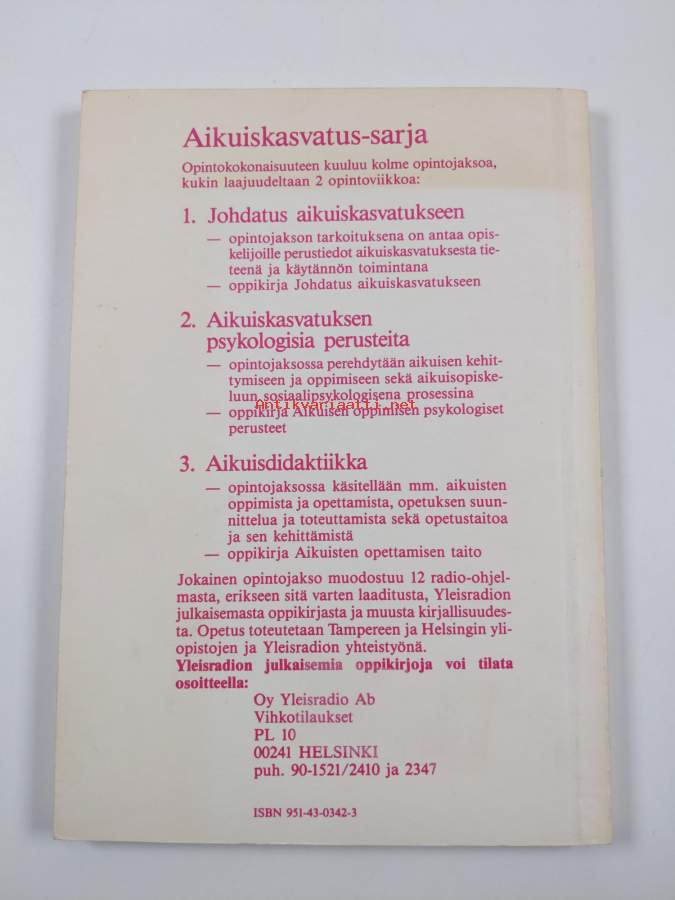 Aikuiskasvatus-sarja
Opintokokonaisuuteen kuuluu kolme opintojaksoa,
kukin laajuudeltaan 2 opintoviikkoa:
1. Johdatus aikuiskasvatukseen
— opintojakson tarkoituksena on antaa opis-
kelijoille perustiedot aikuiskasvatuksesta tie-
teenä ja käytännön toimintana
— oppikirja Johdatus aikuiskasvatukseen
2. Aikuiskasvatuksen
psykologisia perusteita
— opintojaksossa perehdytään aikuisen kehit-
tymiseen ja oppimiseen sekä aikuisopiske-
luun sosiaalipsykologisena prosessina
Antikvariaatti.net
— oppikirja Aikuisen oppimisen psykologiset
perusteet
3. Aikuisdidaktiikka
— opintojaksossa käsitellään mm. aikuisten
oppimista ja opettamista, opetuksen suun-
nittelua ja toteuttamista sekä opetustaitoa
ja sen kehittämistä
— oppikirja Aikuisten opettamisen taito
Jokainen opintojakso muodostuu 12 radio-ohjel-
masta, erikseen sitä varten laaditusta, Yleisradion
julkaisemasta oppikirjasta ja muusta kirjallisuudes-
ta. Opetus toteutetaan Tampereen ja Helsingin yli-
opistojen ja Yleisradion yhteistyönä.
Yleisradion julkaisemia oppikirjoja voi tilata
osoitteella:
Oy Yleisradio Ab
Vihkotilaukset
PL 10
00241 HELSINKI
puh. 90-1521/2410 ja 2347
ISBN 951-43-0342-3